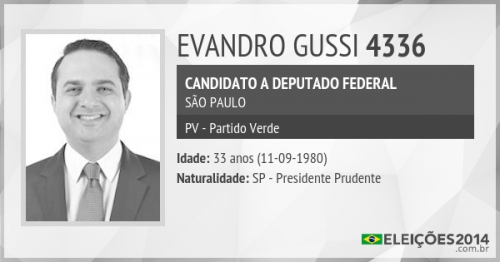 EVANDRO GUSSI 4336
CANDIDATO A DEPUTADO FEDERAL
SÃO PAULO
PV - Partido Verde
Idade: 33 anos (11-09-1980)
Naturalidade: SP - Presidente Prudente
ELEIÇÕES2014
.com.br